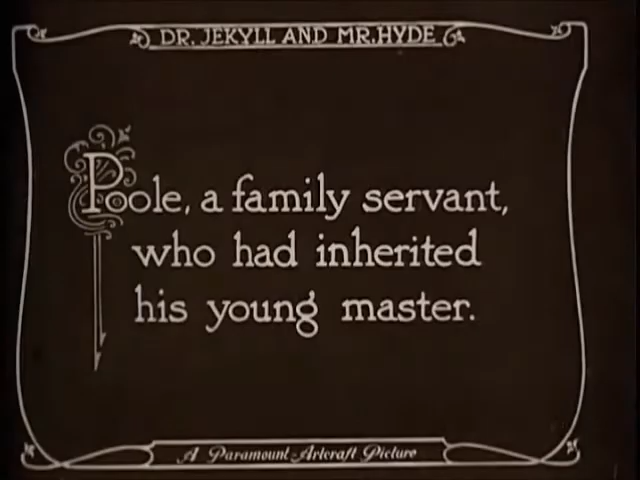 DR. JEKYLL AND MR. HYDE
Poole, a family servant,
who had inherited
his young master.
A Paramount-Artcraft Picture